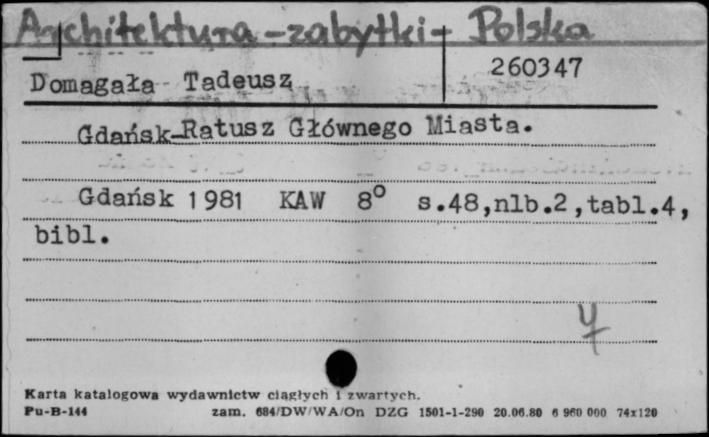 Architektura - zabytki - Polska
Domagała Tadeusz
260347
Gdańsk-Ratusz Głównego Miasta.
Gdańsk 1981 KAW 8° s.48,nlb.2,tabl.4,
bibl.
Karta katalogowa wydawnictw ciągłych i zwartych.
Pu-B-144 zam. 684/DW/WA/On DZG 1501-1-290 20.06.80 6 960 000 74x120